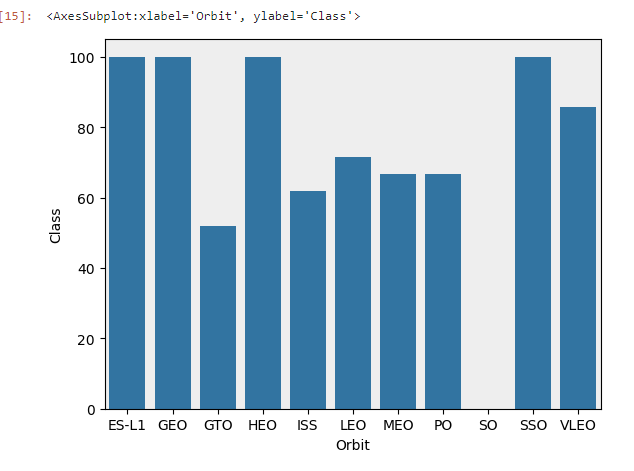 [15]: <AxesSubplot:xlabel='Orbit', ylabel='Class'>
100
80
60
40
20
0
Class
ES-L1 GEO GTO HEO ISS LEO MEO PO SO SSO VLEO
Orbit